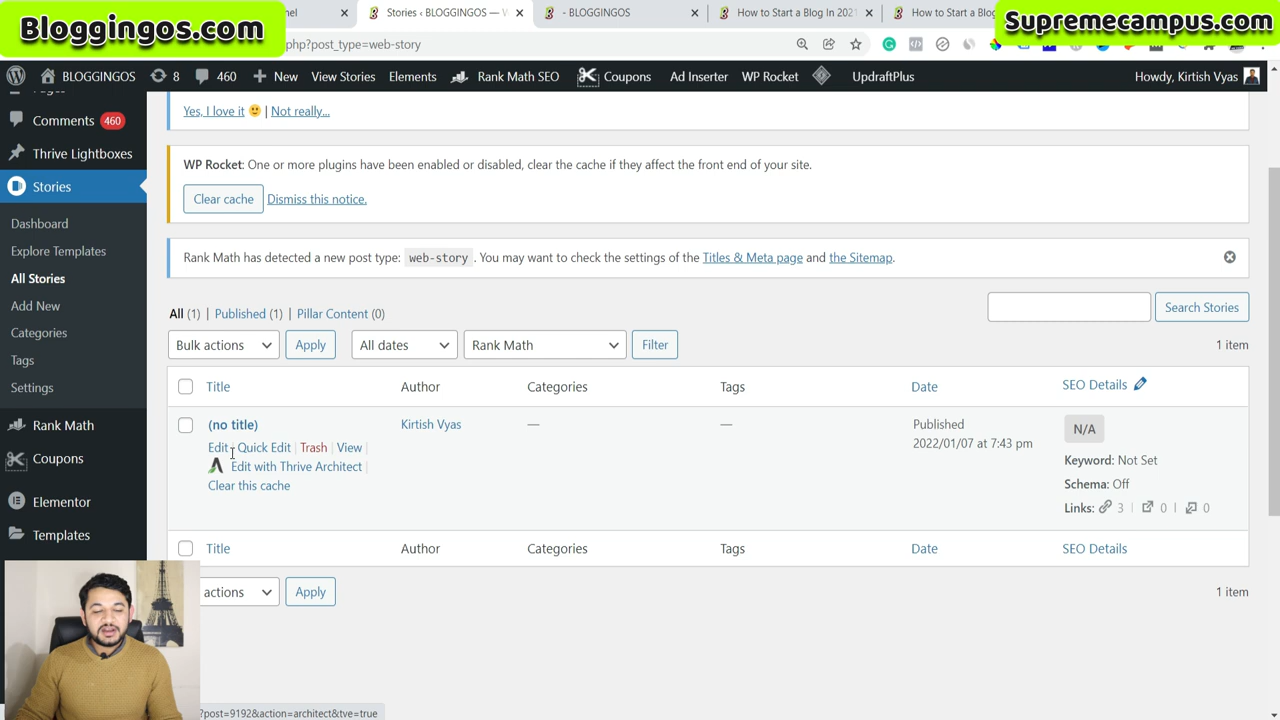 Bloggingos.com
Supremecampus.com
Stories ‹ BLOGGINGOS — W
- BLOGGINGOS
How to Start a Blog In 2021
How to Start a Blog
php?post_type=web-story
BLOGGINGOS 8 460 New View Stories Elements Rank Math SEO Coupons Ad Inserter WP Rocket UpdraftPlus Howdy, Kirtish Vyas
Comments 460
Thrive Lightboxes
Stories
Dashboard
Explore Templates
All Stories
Add New
Categories
Tags
Settings
Rank Math
Coupons
Elementor
Templates
Yes, I love it 🙂 | Not really...
WP Rocket: One or more plugins have been enabled or disabled, clear the cache if they affect the front end of your site.
Clear cache Dismiss this notice.
Rank Math has detected a new post type: web-story . You may want to check the settings of the Titles & Meta page and the Sitemap.
All (1) | Published (1) | Pillar Content (0)
Search Stories
Bulk actions Apply All dates Rank Math Filter 1 item
Title Author Categories Tags Date SEO Details
(no title) Kirtish Vyas — — Published N/A
Edit | Quick Edit | Trash | View | 2022/01/07 at 7:43 pm
Edit with Thrive Architect | Keyword: Not Set
Clear this cache Schema: Off
Links: 3 | 0 | 0
Title Author Categories Tags Date SEO Details
actions Apply 1 item
?post=9192&action=architect&tve=true